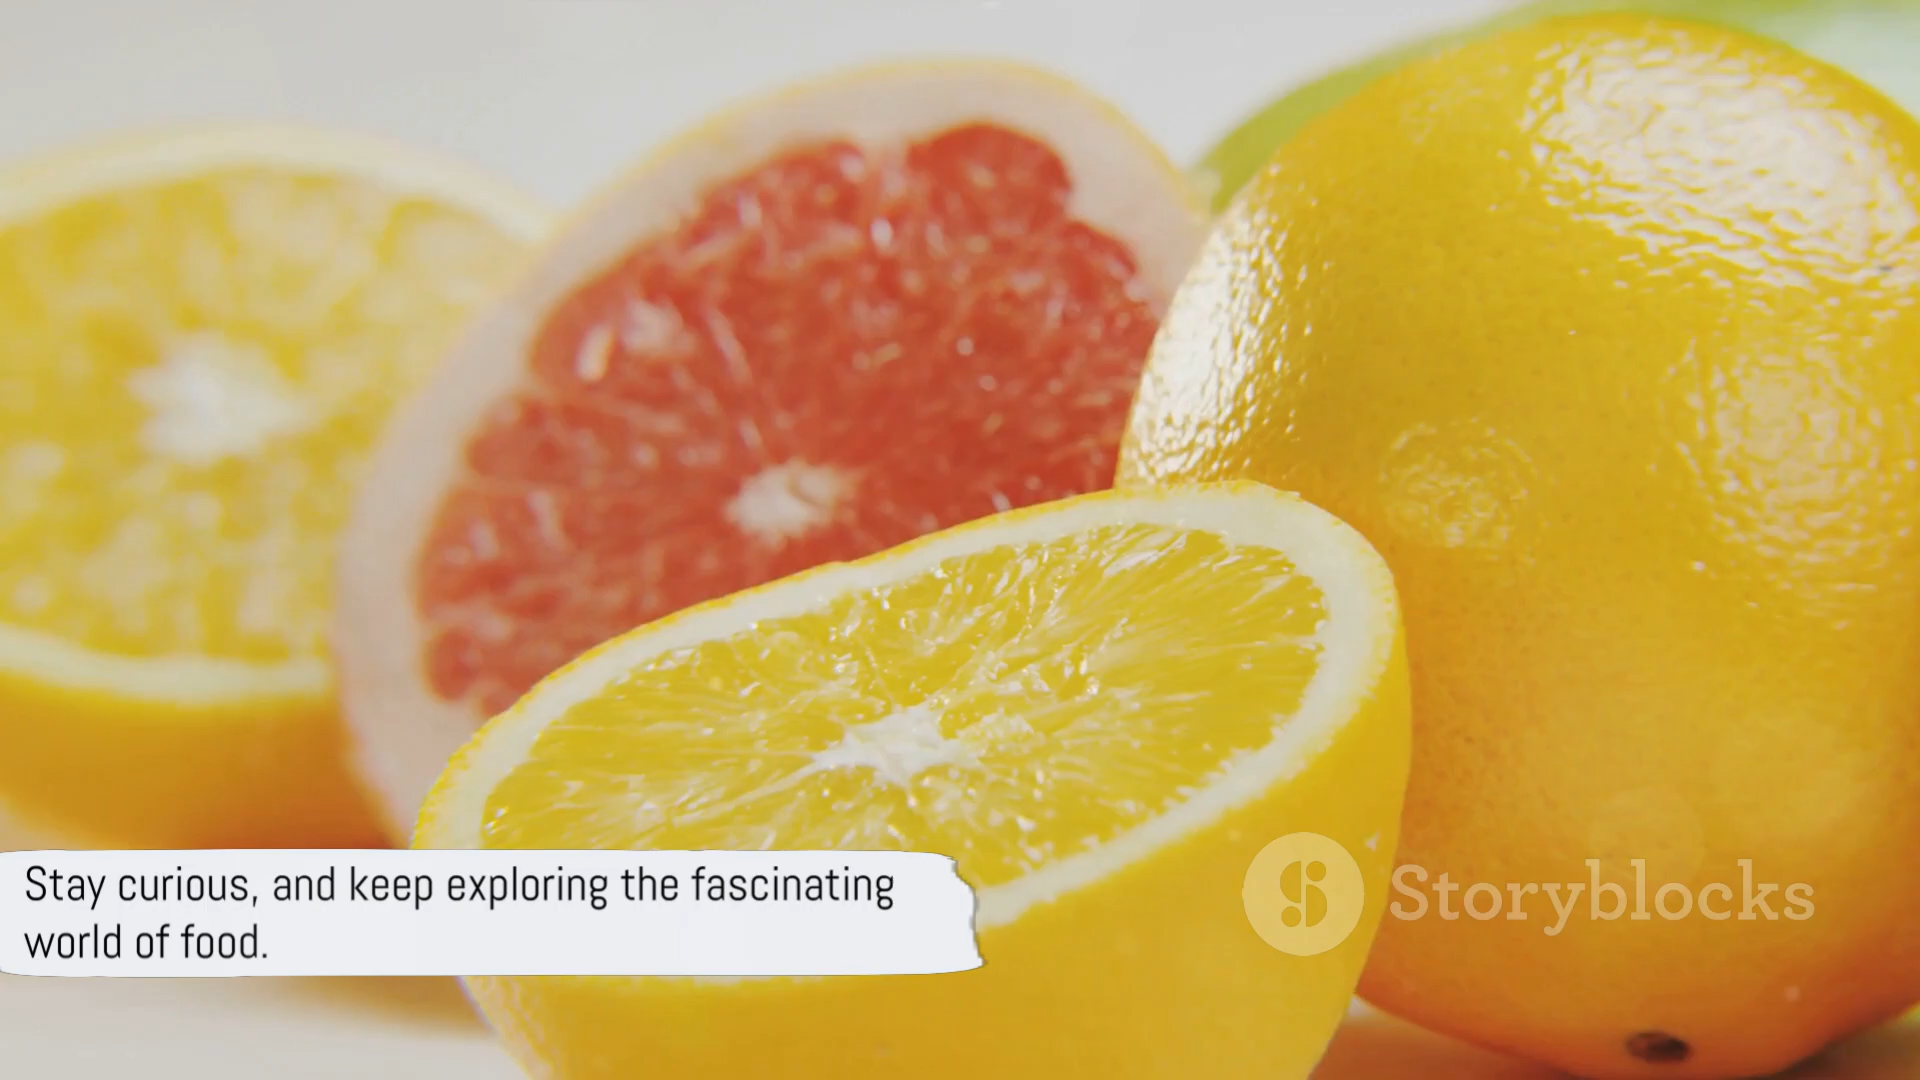 Stay curious, and keep exploring the fascinating
world of food.
Storyblocks